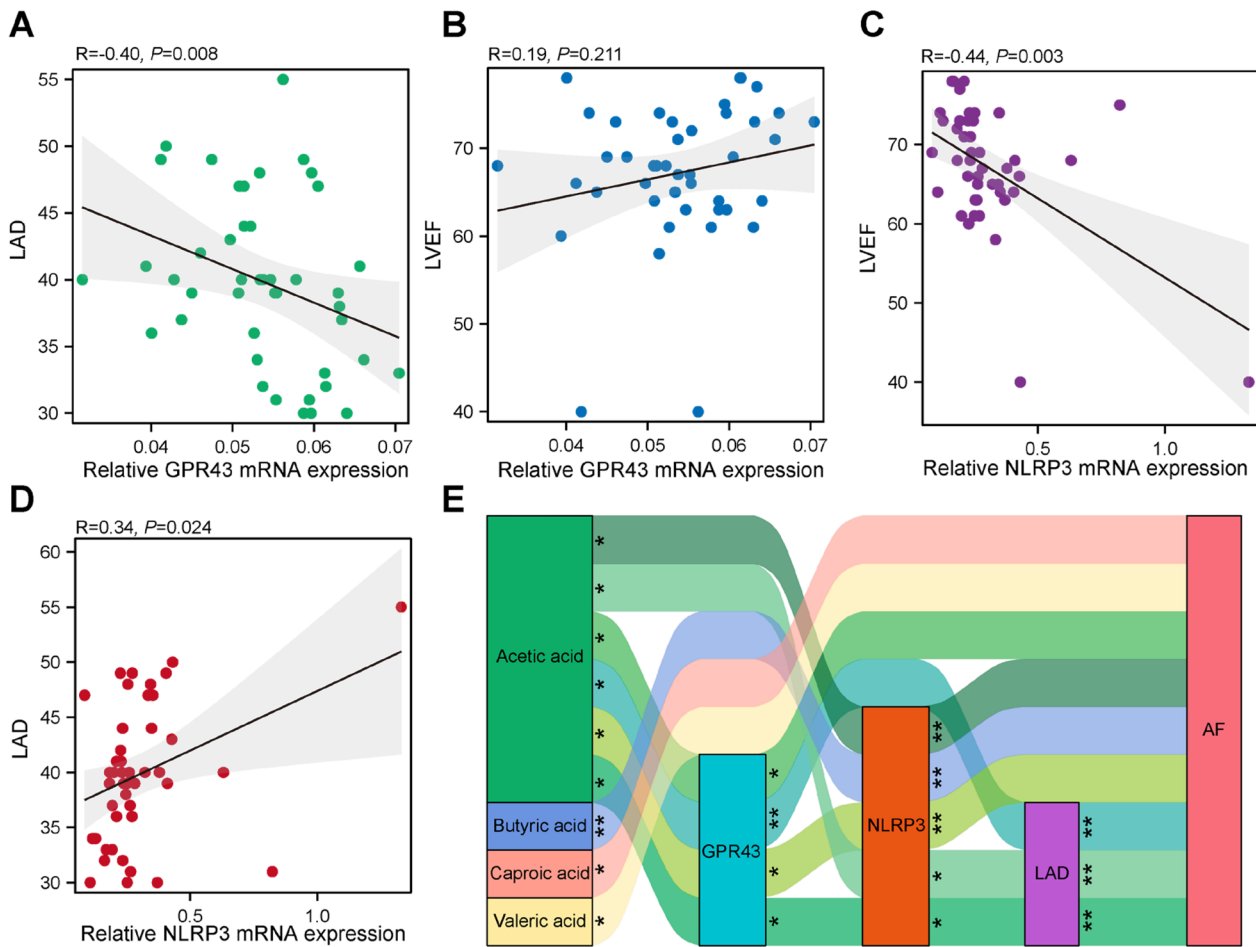 A
R=-0.40, P=0.008
LAD
55
50
45
40
35
30
0.04 0.05 0.06 0.07
Relative GPR43 mRNA expression
B
R=0.19, P=0.211
LVEF
80
70
60
50
40
0.04 0.05 0.06 0.07
Relative GPR43 mRNA expression
C
R=-0.44, P=0.003
LVEF
70
60
50
40
0.5 1.0
Relative NLRP3 mRNA expression
D
R=0.34, P=0.024
LAD
60
55
50
45
40
35
30
0.5 1.0
Relative NLRP3 mRNA expression
E
Acetic acid
*
*
*
*
*
*
Butyric acid
**
Caproic acid
*
Valeric acid
*
GPR43
*
**
*
*
NLRP3
**
**
**
*
*
LAD
**
**
**
AF